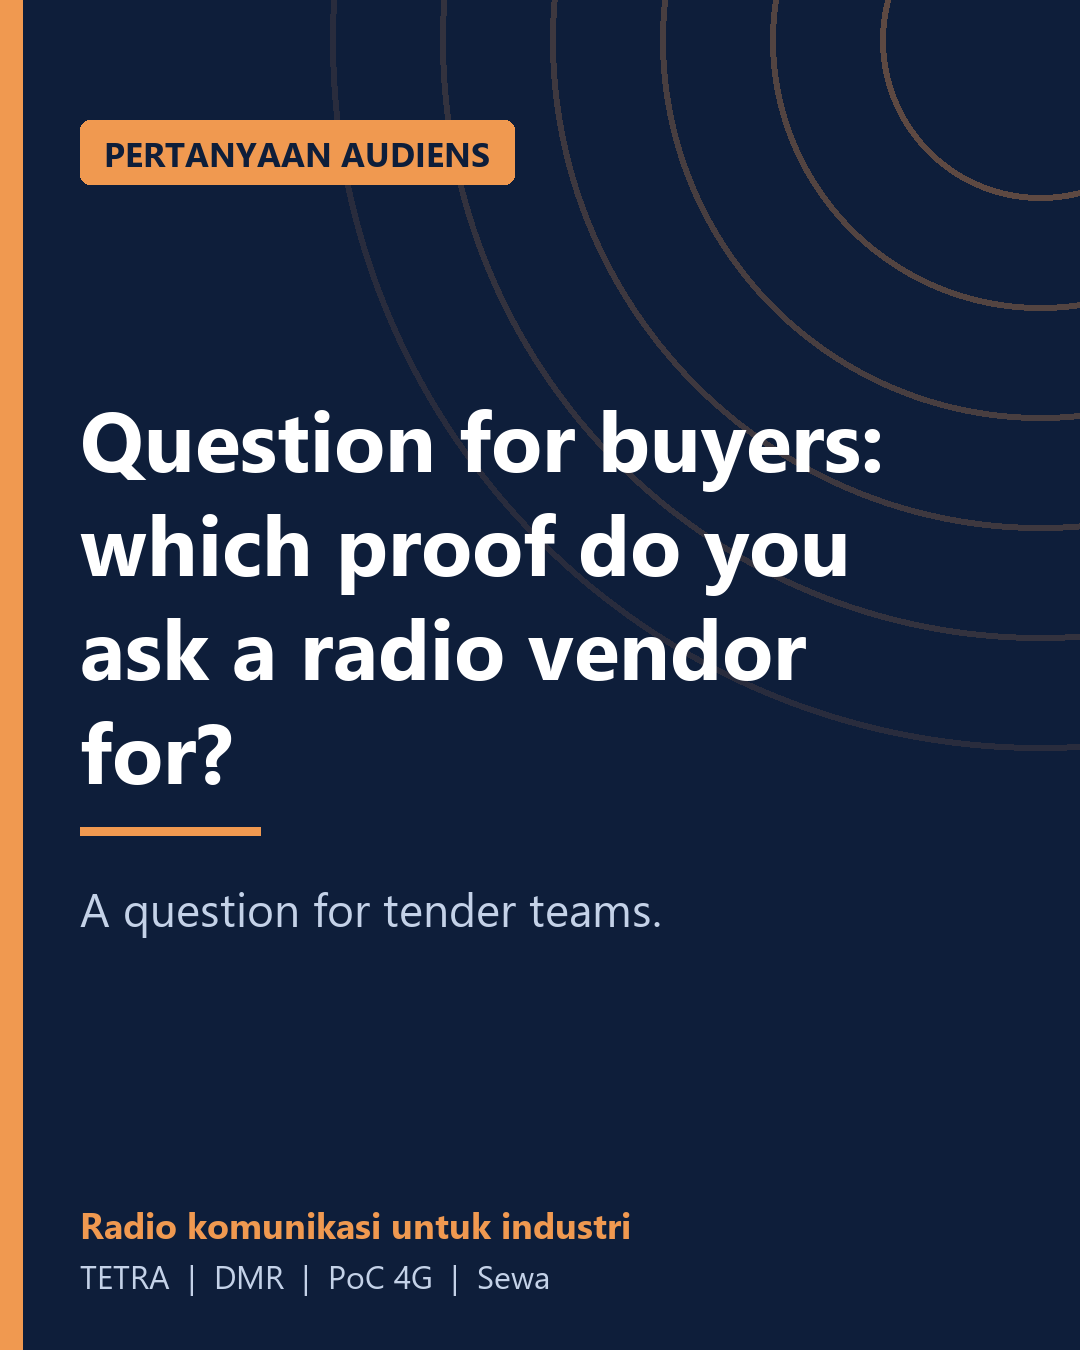 PERTANYAAN AUDIENS
Question for buyers:
which proof do you
ask a radio vendor
for?
A question for tender teams.
Radio komunikasi untuk industri
TETRA | DMR | PoC 4G | Sewa